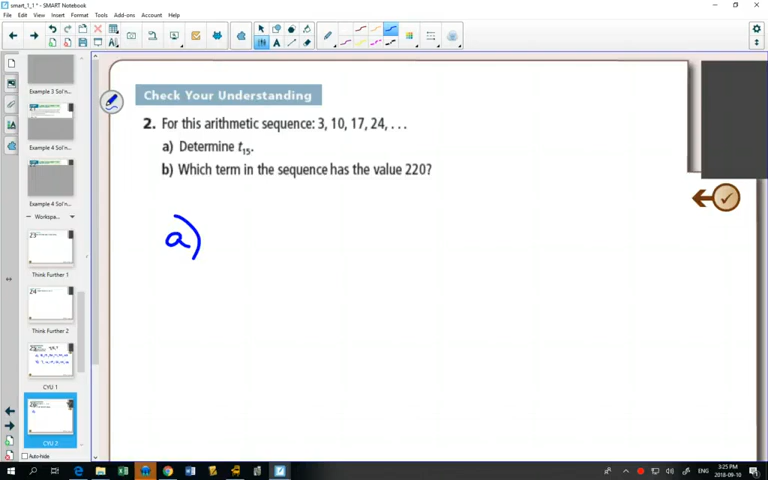 smart_1_1 * - SMART Notebook
File Edit View Insert Format Tools Add-ons Account Help
Example 3 Sol'n
Example 4 Sol'n
Example 4 Sol'n
Workspa...
23
Think Further 1
24
Think Further 2
CYU 1
CYU 2
Auto-hide
Check Your Understanding
2. For this arithmetic sequence: 3, 10, 17, 24, . . .
a) Determine t15.
b) Which term in the sequence has the value 220?
a)
ENG
3:25 PM
2018-09-10